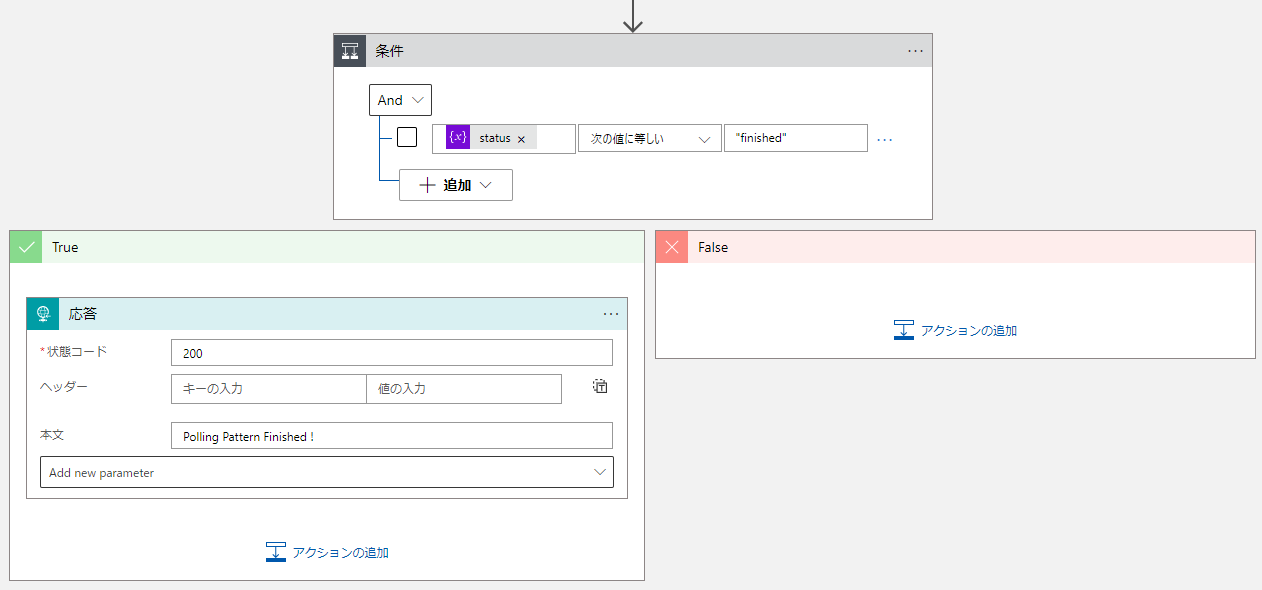 条件
And
{x} status × 次の値に等しい "finished"
追加
True
False
応答
アクションの追加
*状態コード 200
ヘッダー キーの入力 値の入力
本文 Polling Pattern Finished !
Add new parameter
アクションの追加